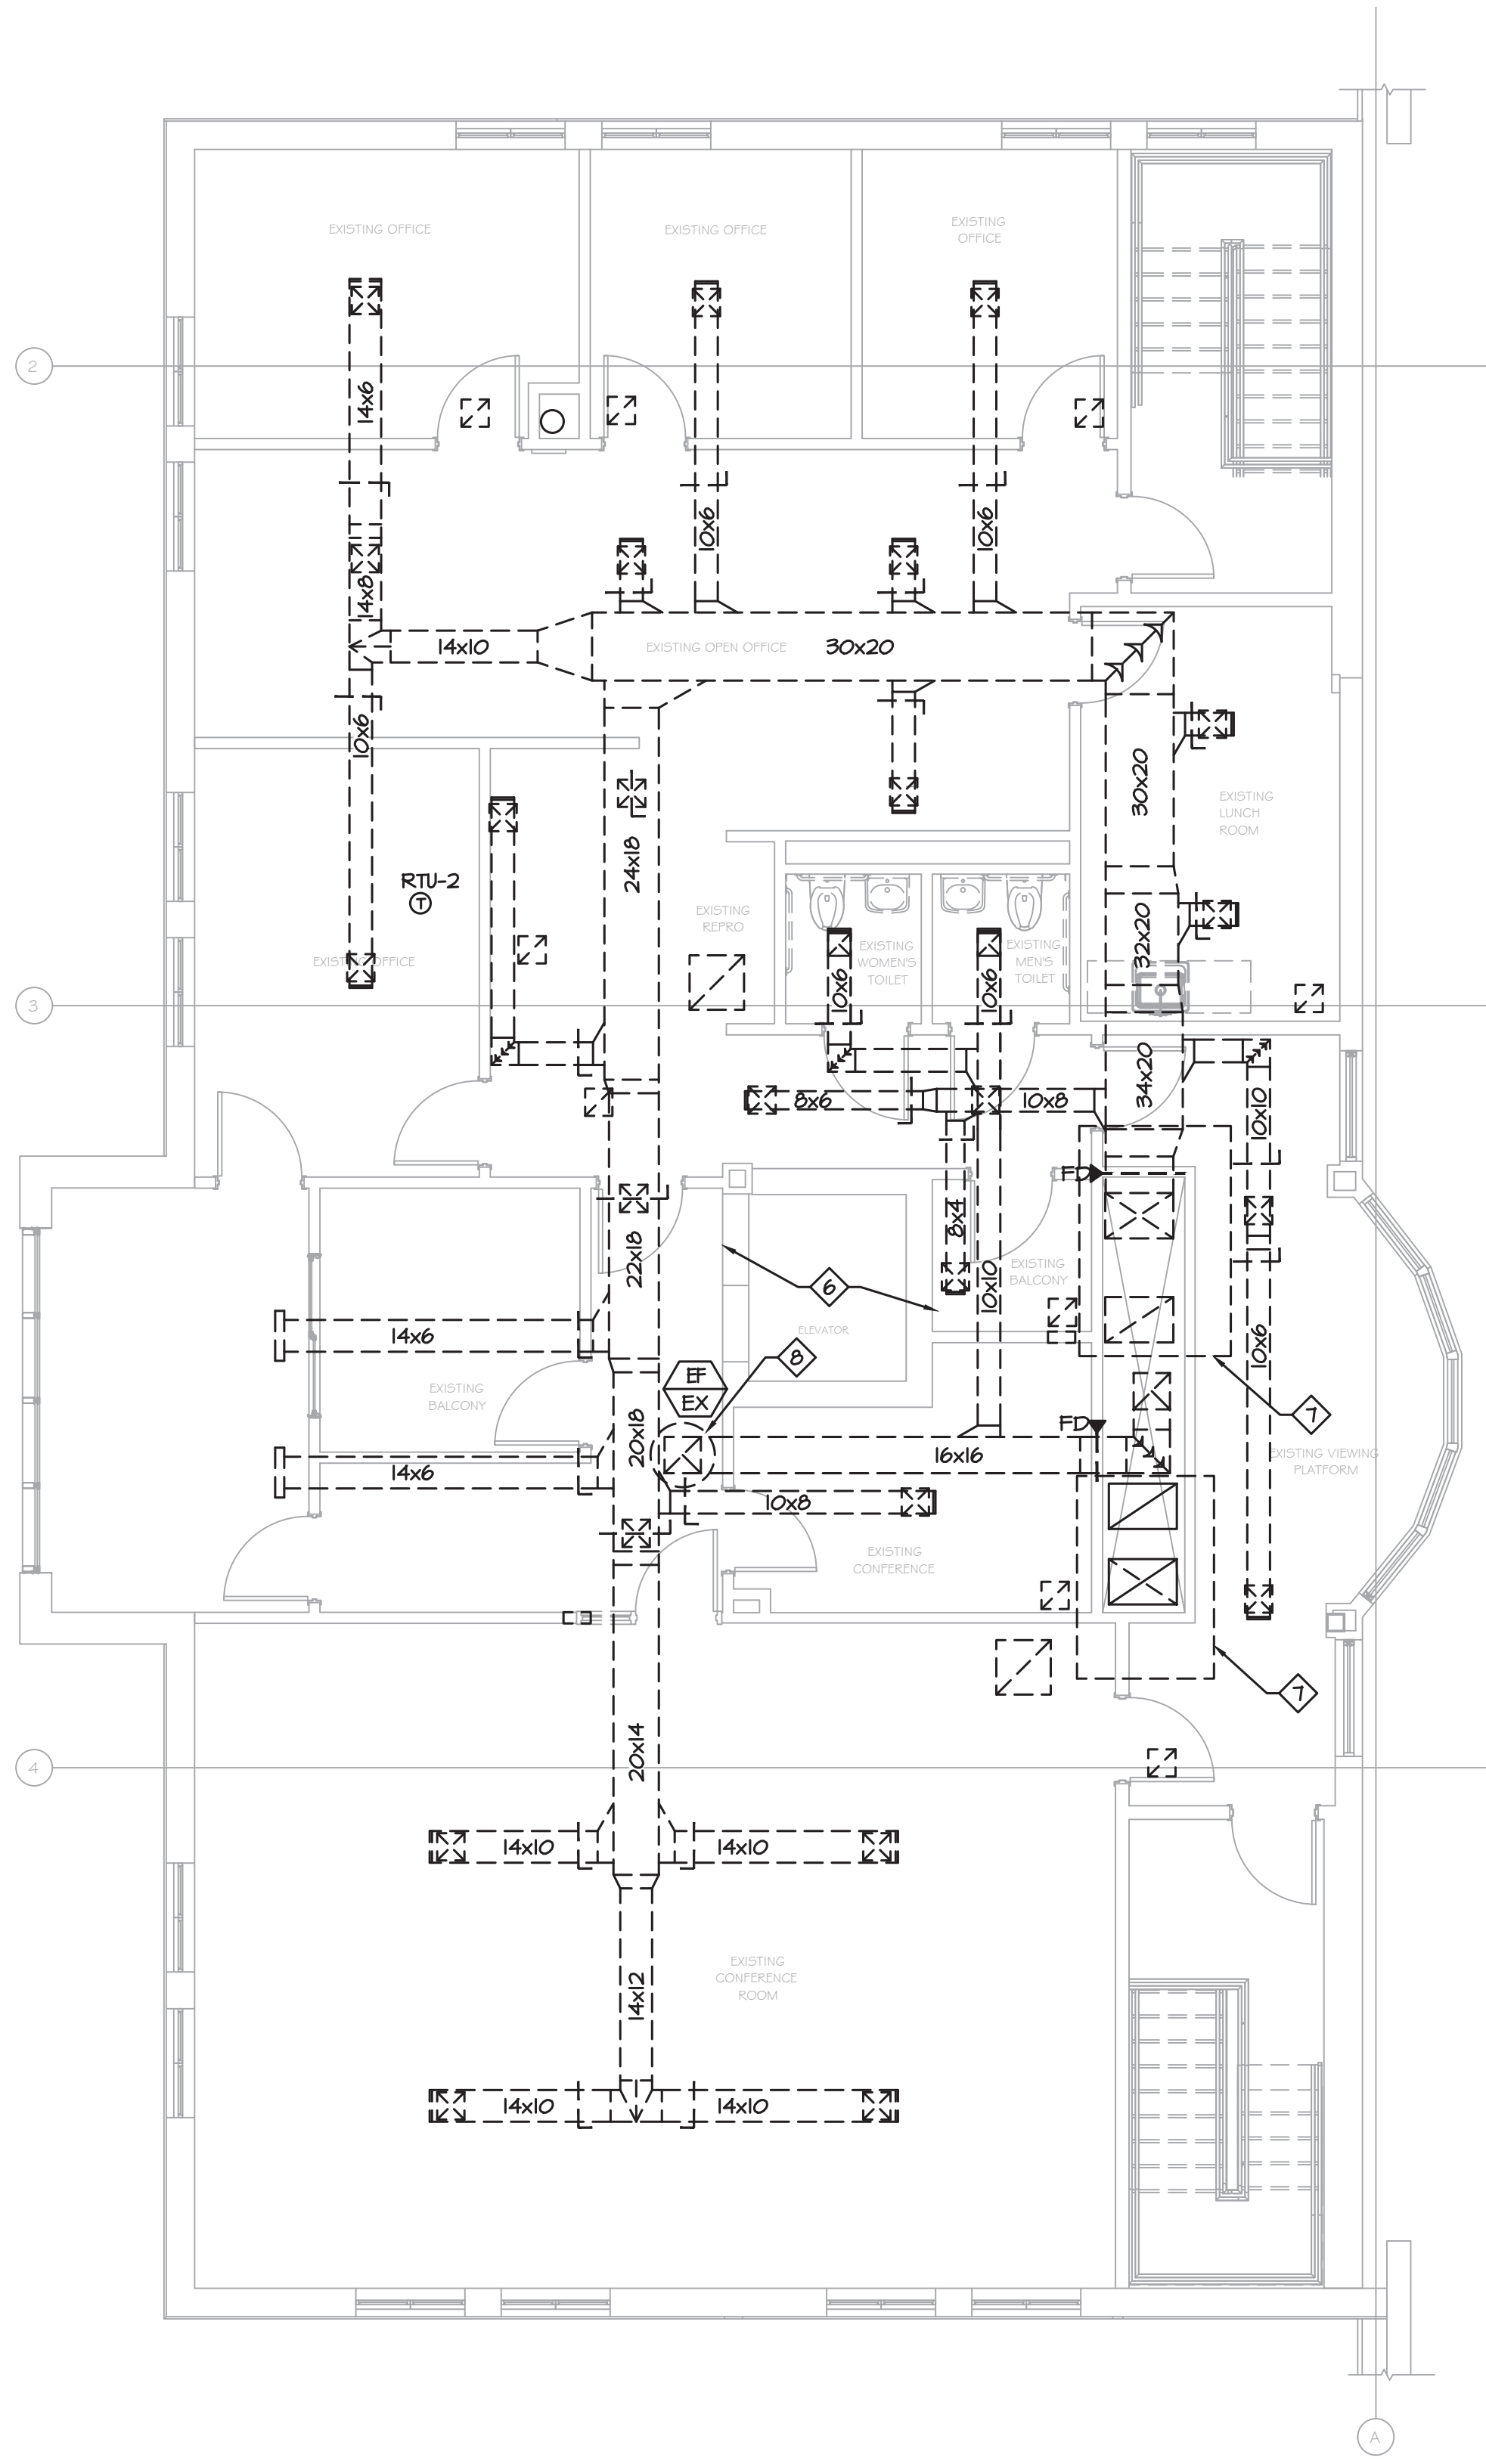 EXISTING OFFICE
EXISTING OFFICE
EXISTING
OFFICE
2
14x6
10x6
10x6
14x8
14x10
EXISTING OPEN OFFICE
30x20
10x6
30x20
EXISTING
LUNCH
ROOM
24x18
RTU-2
T
EXISTING
REPRO
EXISTING OFFICE
10x6
EXISTING
WOMEN'S
TOILET
10x6
EXISTING
MEN'S
TOILET
32x20
3
34x20
8x6
10x8
10x10
FD
8x4
22x18
6
EXISTING
BALCONY
10x10
ELEVATOR
14x6
8
10x6
EF
EX
EXISTING
BALCONY
7
FD
20x18
16x16
EXISTING VIEWING
PLATFORM
14x6
10x8
EXISTING
CONFERENCE
7
20x14
4
14x10
14x10
EXISTING
CONFERENCE
ROOM
14x12
14x10
14x10
A